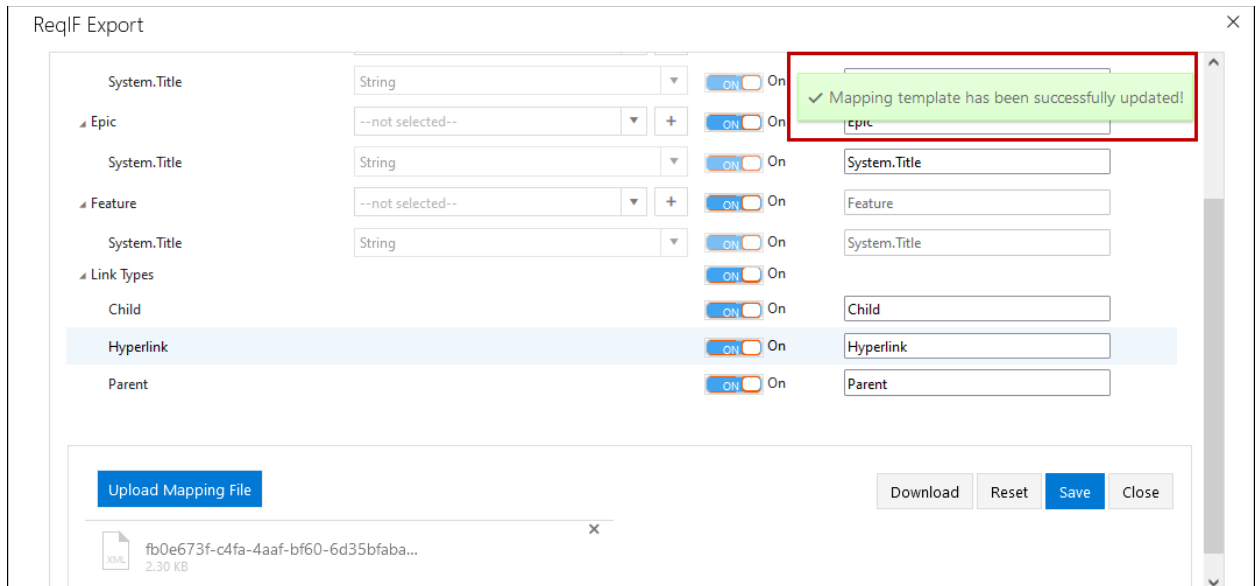 ReqIF Export
System.Title String ON On
✓ Mapping template has been successfully updated!
Epic --not selected-- + ON On Epic
System.Title String ON On System.Title
Feature --not selected-- + ON On Feature
System.Title String ON On System.Title
Link Types ON On
Child ON On Child
Hyperlink ON On Hyperlink
Parent ON On Parent
Upload Mapping File Download Reset Save Close
fb0e673f-c4fa-4aaf-bf60-6d35bfaba...
XML
2.30 KB